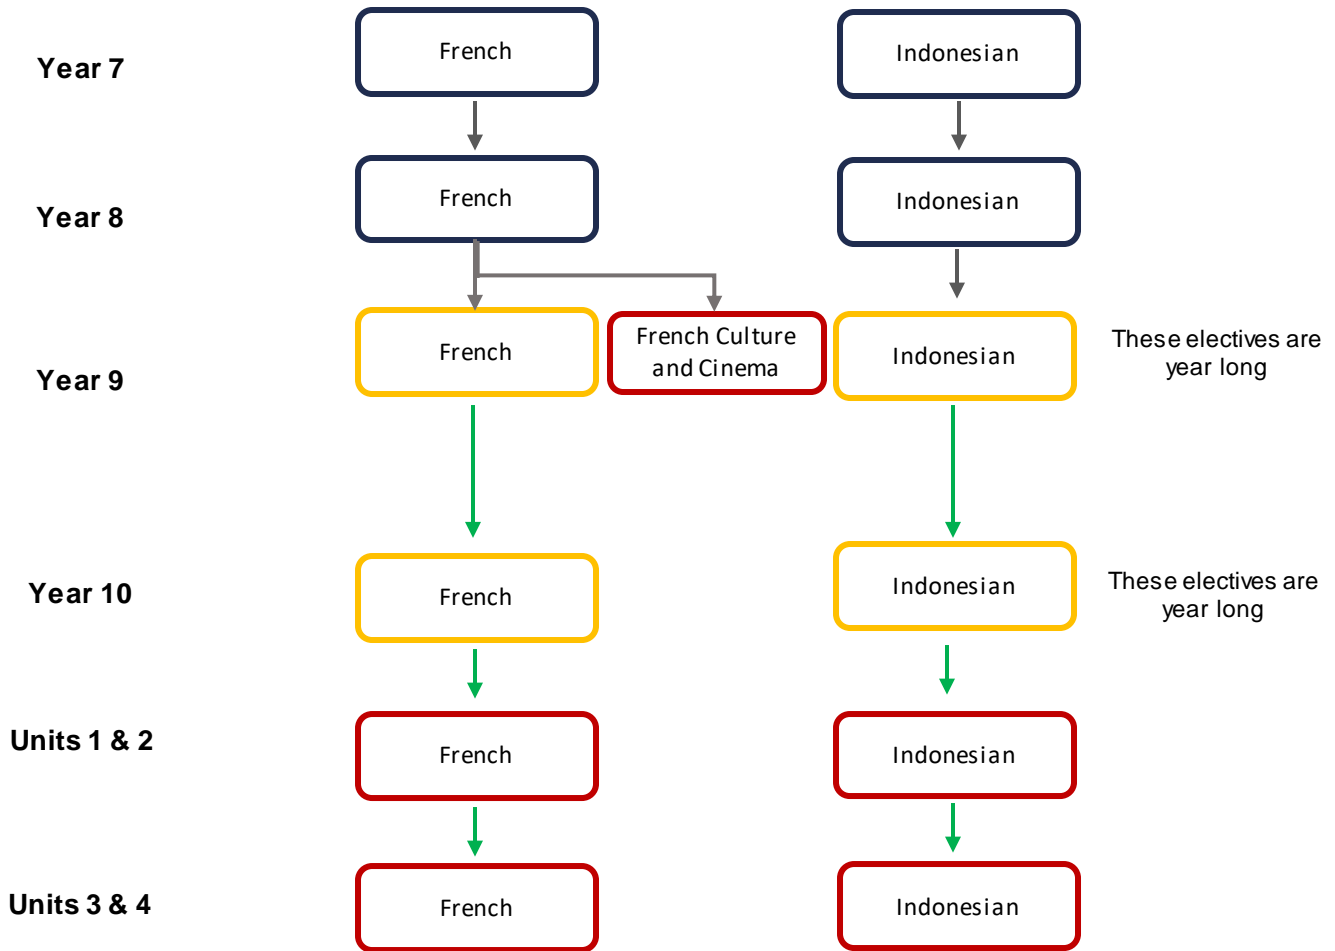 Year 7
French
Indonesian
Year 8
French
Indonesian
Year 9
French
French Culture
and Cinema
Indonesian
These electives are
year long
Year 10
French
Indonesian
These electives are
year long
Units 1 & 2
French
Indonesian
Units 3 & 4
French
Indonesian